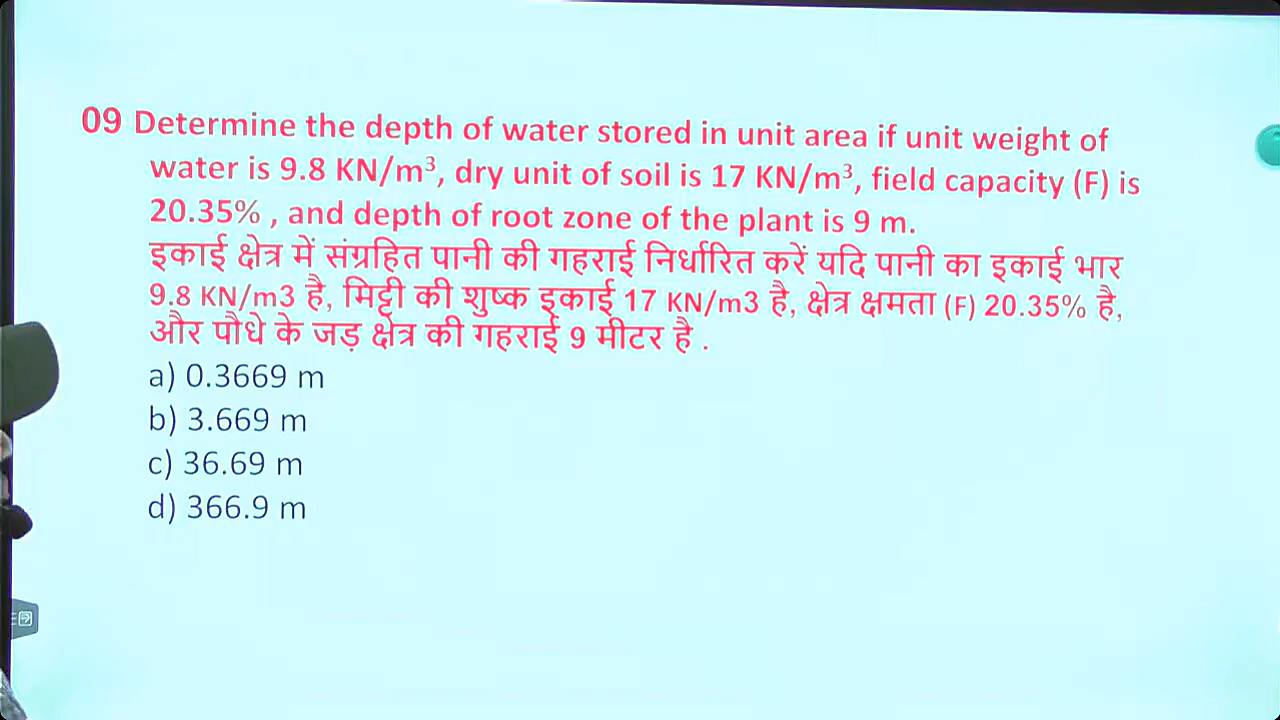 09 Determine the depth of water stored in unit area if unit weight of
water is 9.8 KN/m³, dry unit of soil is 17 KN/m³, field capacity (F) is
20.35% , and depth of root zone of the plant is 9 m.
इकाई क्षेत्र में संग्रहित पानी की गहराई निर्धारित करें यदि पानी का इकाई भार
9.8 KN/m3 है, मिट्टी की शुष्क इकाई 17 KN/m3 है, क्षेत्र क्षमता (F) 20.35% है,
और पौधे के जड़ क्षेत्र की गहराई 9 मीटर है .
a) 0.3669 m
b) 3.669 m
c) 36.69 m
d) 366.9 m